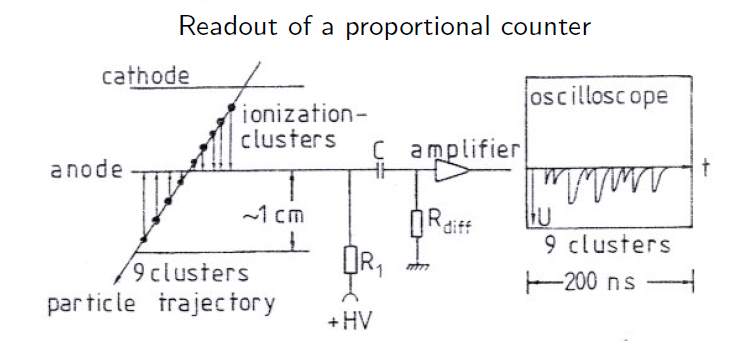 Readout of a proportional counter
cathode
ionization-
clusters
anode
C
amplifier
oscilloscope
t
U
~1 cm
R₁
Rdiff
+HV
9 clusters
particle trajectory
9 clusters
200 ns